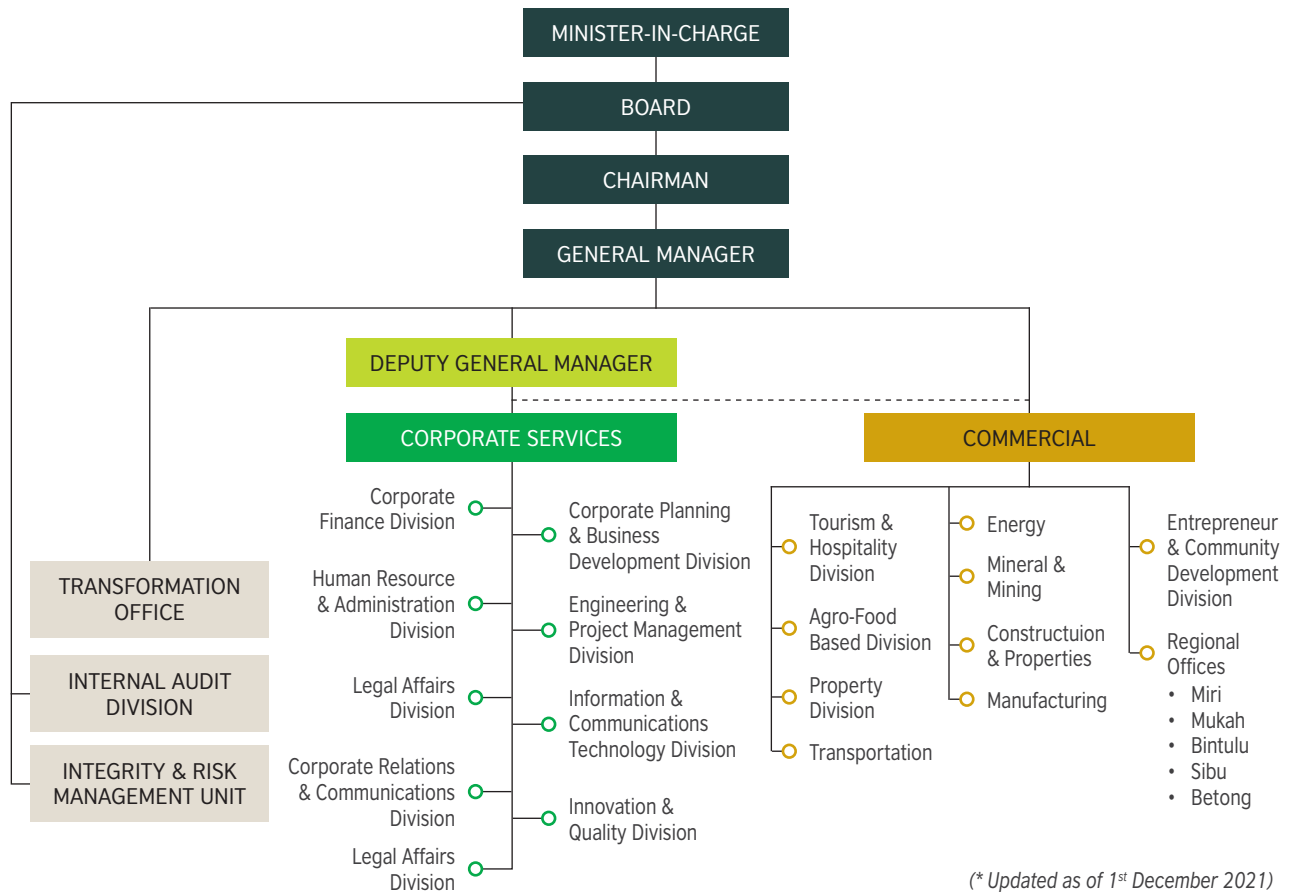 MINISTER-IN-CHARGE
BOARD
CHAIRMAN
GENERAL MANAGER
DEPUTY GENERAL MANAGER
CORPORATE SERVICES
COMMERCIAL
TRANSFORMATION
OFFICE
INTERNAL AUDIT
DIVISION
INTEGRITY & RISK
MANAGEMENT UNIT
Corporate
Finance Division
Human Resource
& Administration
Division
Legal Affairs
Division
Corporate Relations
& Communications
Division
Legal Affairs
Division
Corporate Planning
& Business
Development Division
Engineering &
Project Management
Division
Information &
Communications
Technology Division
Innovation &
Quality Division
Tourism &
Hospitality
Division
Agro-Food
Based Division
Property
Division
Transportation
Energy
Mineral &
Mining
Constructuion
& Properties
Manufacturing
Entrepreneur
& Community
Development
Division
Regional
Offices
• Miri
• Mukah
• Bintulu
• Sibu
• Betong
(* Updated as of 1st December 2021)